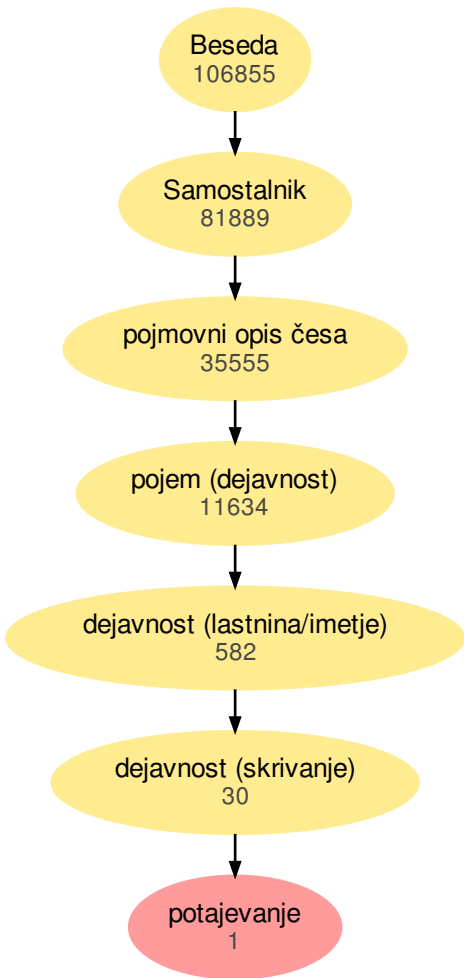 Beseda
106855
Samostalnik
81889
pojmovni opis česa
35555
pojem (dejavnost)
11634
dejavnost (lastnina/imetje)
582
dejavnost (skrivanje)
30
potajevanje
1